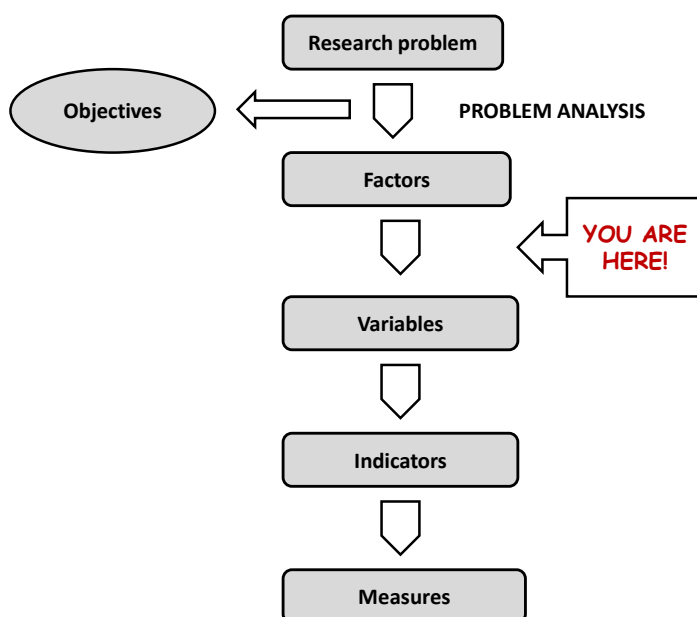 Research problem
Objectives
PROBLEM ANALYSIS
Factors
YOU ARE
HERE!
Variables
Indicators
Measures